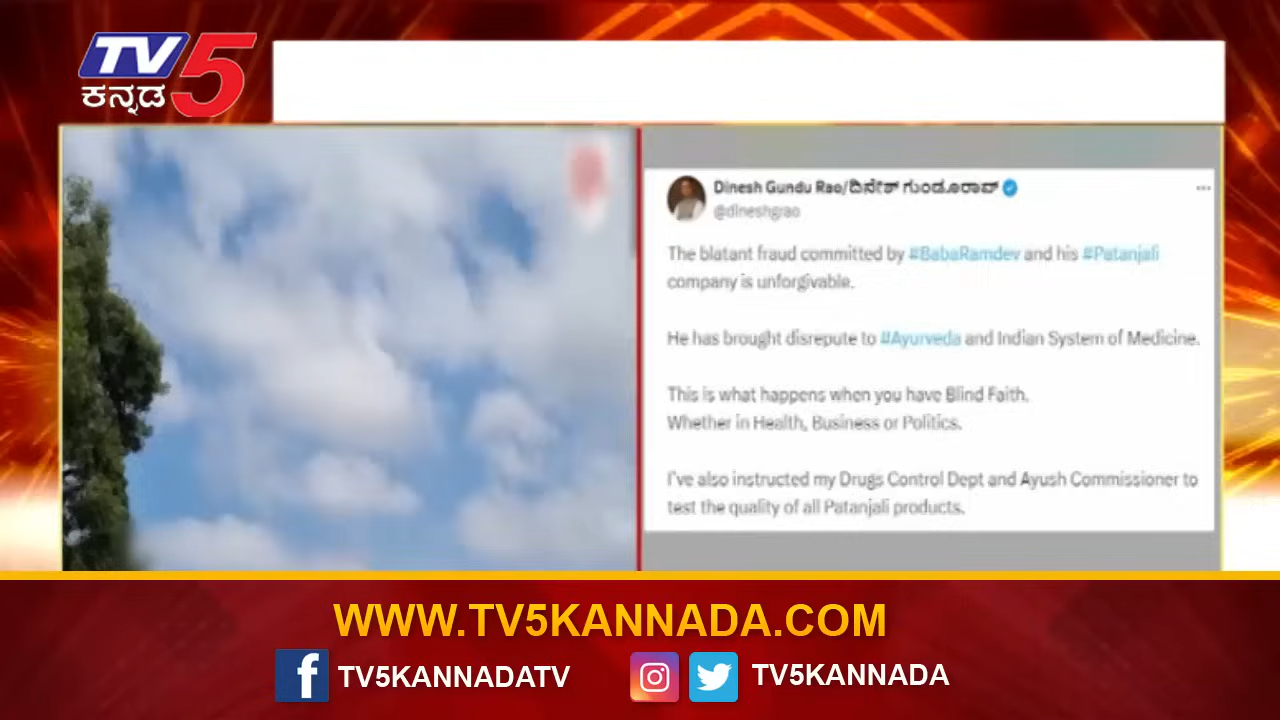 TV5
ಕನ್ನಡ
Dinesh Gundu Rao/ದಿನೇಶ್ ಗುಂಡೂರಾವ್
@dineshgrao
The blatant fraud committed by #BabaRamdev and his #Patanjali
company is unforgivable.
He has brought disrepute to #Ayurveda and Indian System of Medicine.
This is what happens when you have Blind Faith.
Whether in Health, Business or Politics.
I've also instructed my Drugs Control Dept and Ayush Commissioner to
test the quality of all Patanjali products.
WWW.TV5KANNADA.COM
f TV5KANNADATV
TV5KANNADA